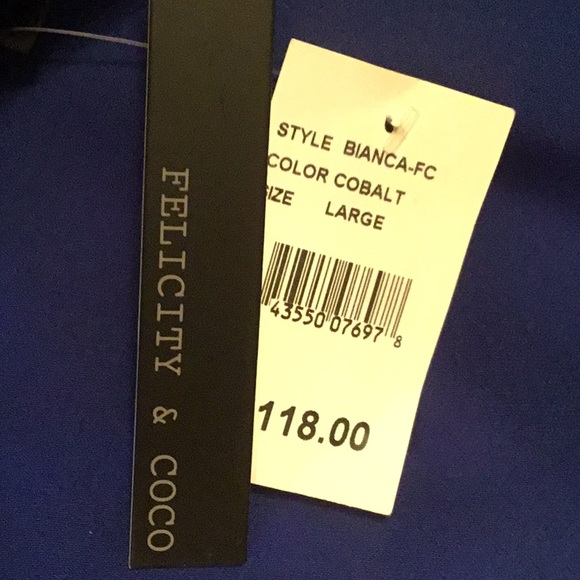 FELICITY & COCO
STYLE BIANCA-FC
COLOR COBALT
IZE LARGE
43550 07697 8
118.00